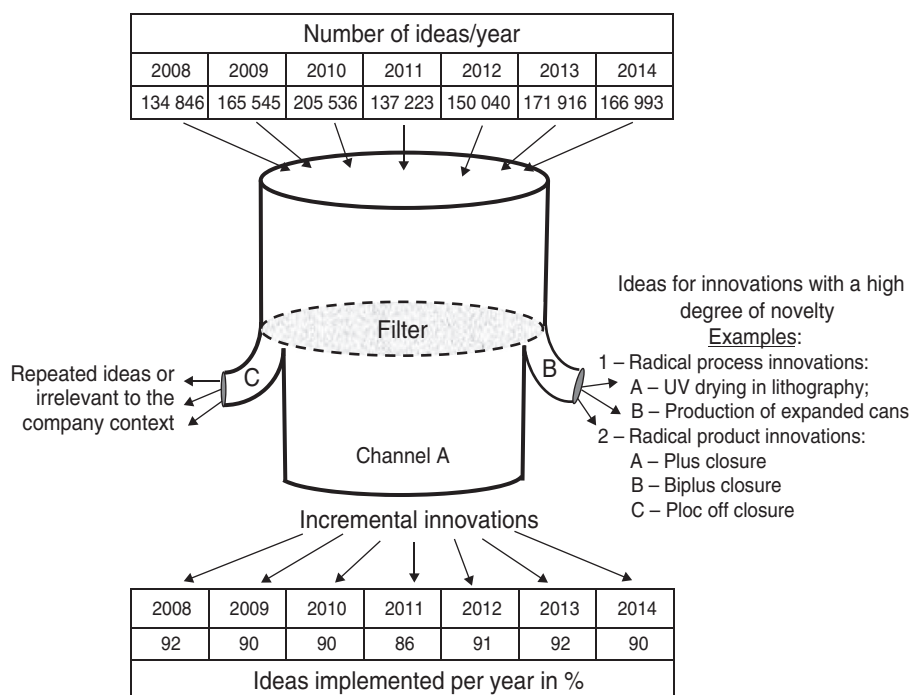 Number of ideas/year
2008 2009 2010 2011 2012 2013 2014
134 846 165 545 205 536 137 223 150 040 171 916 166 993
Filter
C
B
Channel A
Repeated ideas or
irrelevant to the
company context
Ideas for innovations with a high
degree of novelty
Examples:
1 – Radical process innovations:
A – UV drying in lithography;
B – Production of expanded cans
2 – Radical product innovations:
A – Plus closure
B – Biplus closure
C – Ploc off closure
Incremental innovations
2008 2009 2010 2011 2012 2013 2014
92 90 90 86 91 92 90
Ideas implemented per year in %